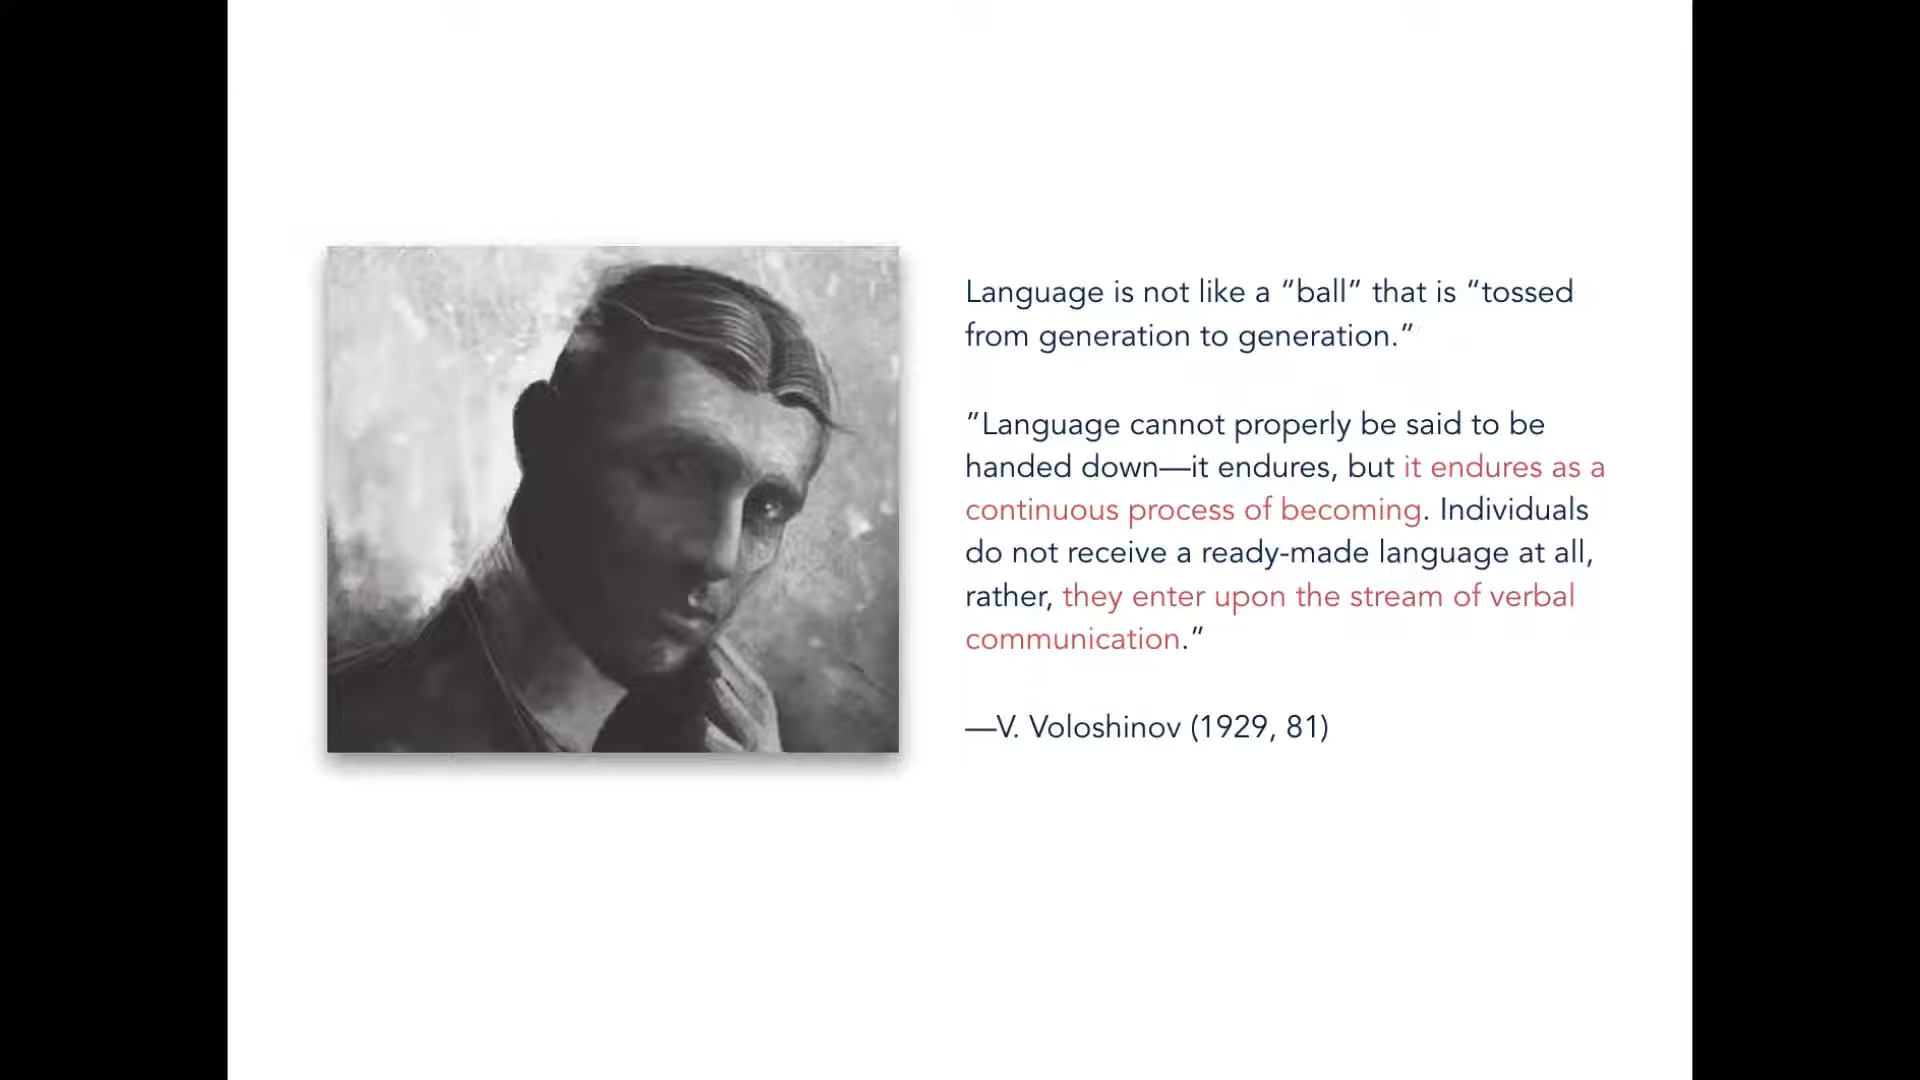 Language is not like a “ball” that is “tossed
from generation to generation.”
”Language cannot properly be said to be
handed down—it endures, but it endures as a
continuous process of becoming. Individuals
do not receive a ready-made language at all,
rather, they enter upon the stream of verbal
communication.”
—V. Voloshinov (1929, 81)